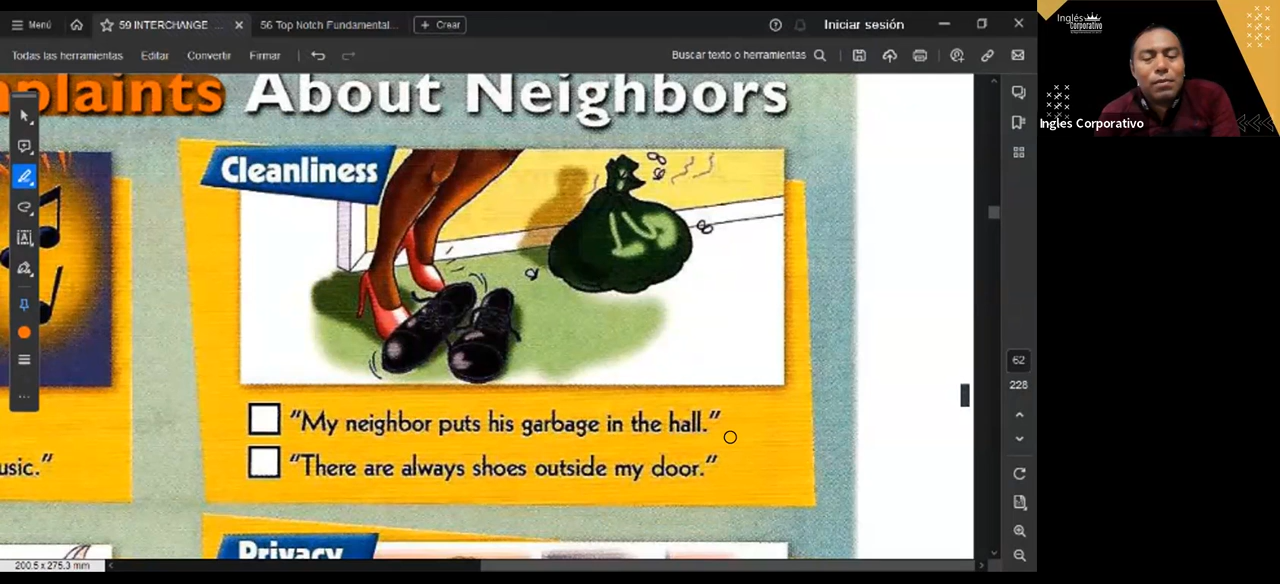 Menú
59 INTERCHANGE
56 Top Notch Fundamental...
Crear
Iniciar sesión
Todas las herramientas
Editar
Convertir
Firmar
Buscar texto o herramientas
plaints About Neighbors
Cleanliness
"My neighbor puts his garbage in the hall."
"There are always shoes outside my door."
usic."
Privacy
62
228
200.5 x 275.3 mm
Inglés
Corporativo
Ingles Corporativo